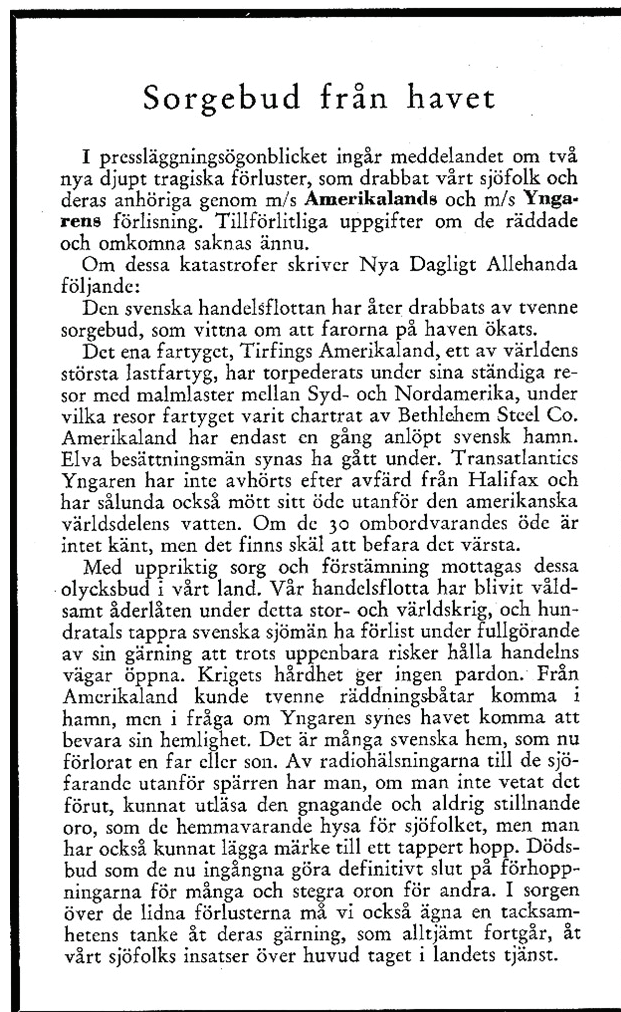 Sorgebud från havet
I pressläggningsögonblicket ingår meddelandet om två
nya djupt tragiska förluster, som drabbat vårt sjöfolk och
deras anhöriga genom m/s Amerikalands och m/s Ynga-
rens förlisning. Tillförlitliga uppgifter om de räddade
och omkomna saknas ännu.
Om dessa katastrofer skriver Nya Dagligt Allehanda
följande:
Den svenska handelsflottan har åter drabbats av tvenne
sorgebud, som vittna om att farorna på haven ökats.
Det ena fartyget, Tirfings Amerikaland, ett av världens
största lastfartyg, har torpederats under sina ständiga re-
sor med malmlaster mellan Syd- och Nordamerika, under
vilka resor fartyget varit chartrat av Bethlehem Steel Co.
Amerikaland har endast en gång anlöpt svensk hamn.
Elva besättningsmän synas ha gått under. Transatlantics
Yngaren har inte avhörts efter avfärd från Halifax och
har sålunda också mött sitt öde utanför den amerikanska
världsdelens vatten. Om de 30 ombordvarandes öde är
intet känt, men det finns skäl att befara det värsta.
Med uppriktig sorg och förstämning mottagas dessa
olycksbud i vårt land. Vår handelsflotta har blivit våld-
samt åderlåten under detta stor- och världskrig, och hun-
dratals tappra svenska sjömän ha förlist under fullgörande
av sin gärning att trots uppenbara risker hålla handelns
vägar öppna. Krigets hårdhet ger ingen pardon. Från
Amerikaland kunde tvenne räddningsbåtar komma i
hamn, men i fråga om Yngaren synes havet komma att
bevara sin hemlighet. Det är många svenska hem, som nu
förlorat en far eller son. Av radiohälsningarna till de sjö-
farande utanför spärren har man, om man inte vetat det
förut, kunnat utläsa den gnagande och aldrig stillnande
oro, som de hemmavarande hysa för sjöfolket, men man
har också kunnat lägga märke till ett tappert hopp. Döds-
bud som de nu ingångna göra definitivt slut på förhopp-
ningarna för många och stegra oron för andra. I sorgen
över de lidna förlusterna må vi också ägna en tacksam-
hetens tanke åt deras gärning, som alltjämt fortgår, åt
vårt sjöfolks insatser över huvud taget i landets tjänst.